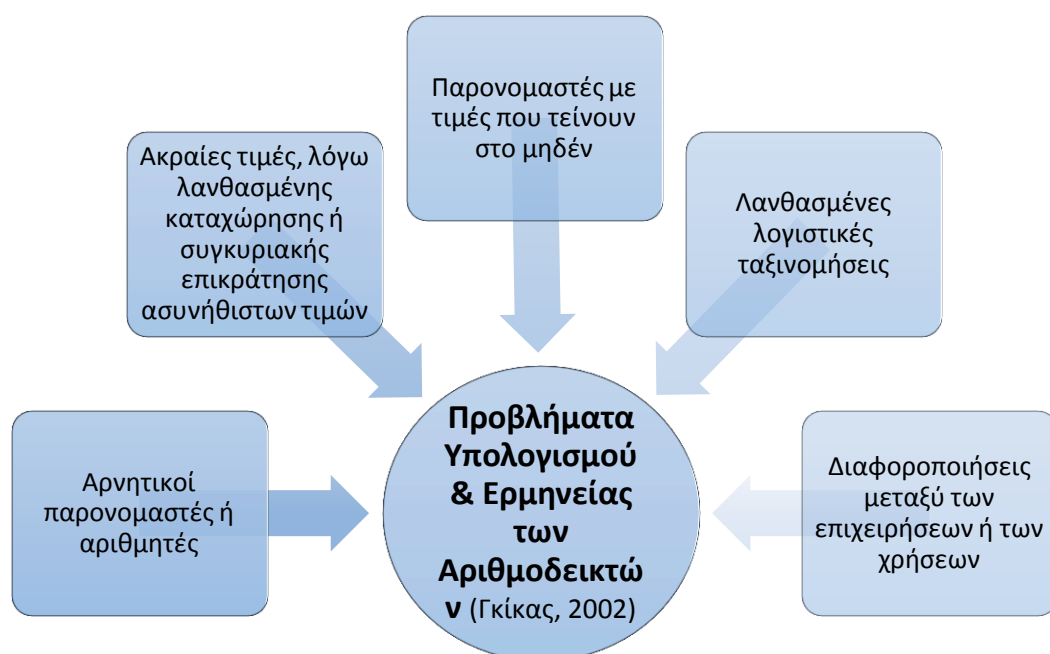 Παρονομαστές με
τιμές που τείνουν
στο μηδέν
Ακραίες τιμές, λόγω
λανθασμένης
καταχώρησης ή
συγκυριακής
επικράτησης
ασυνήθιστων τιμών
Λανθασμένες
λογιστικές
ταξινομήσεις
Αρνητικοί
παρονομαστές ή
αριθμητές
Προβλήματα
Υπολογισμού
& Ερμηνείας
των
Αριθμοδεικτώ
ν (Γκίκας, 2002)
Διαφοροποιήσεις
μεταξύ των
επιχειρήσεων ή των
χρήσεων